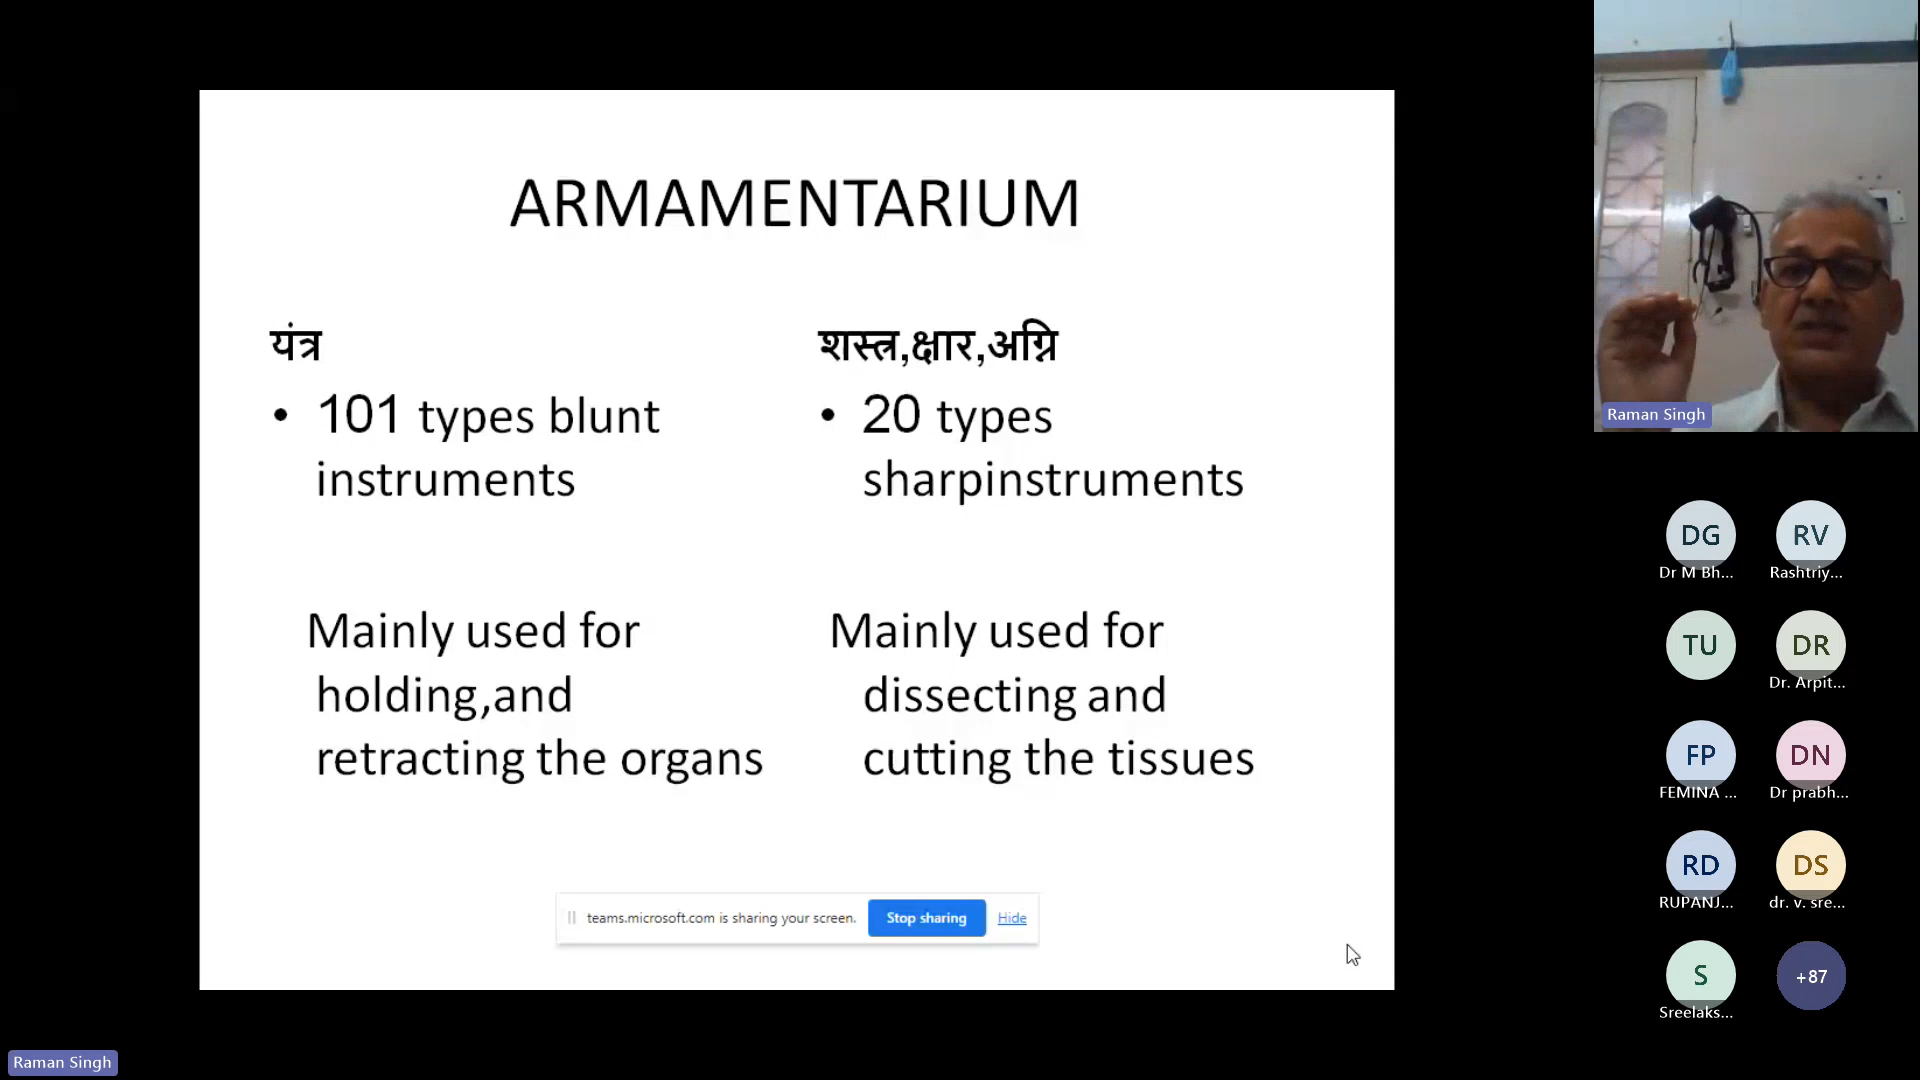 ARMAMENTARIUM
यंत्र
• 101 types blunt
instruments
Mainly used for
holding,and
retracting the organs
शस्त्र,क्षार,अग्नि
• 20 types
sharpinstruments
Mainly used for
dissecting and
cutting the tissues
teams.microsoft.com is sharing your screen. Stop sharing Hide
Raman Singh
DG RV
Dr M Bh... Rashtriy...
TU DR
Dr. Arpit...
FP DN
FEMINA ... Dr prabh...
RD DS
RUPANJ... dr. v. sre...
S +87
Sreelaks...
Raman Singh